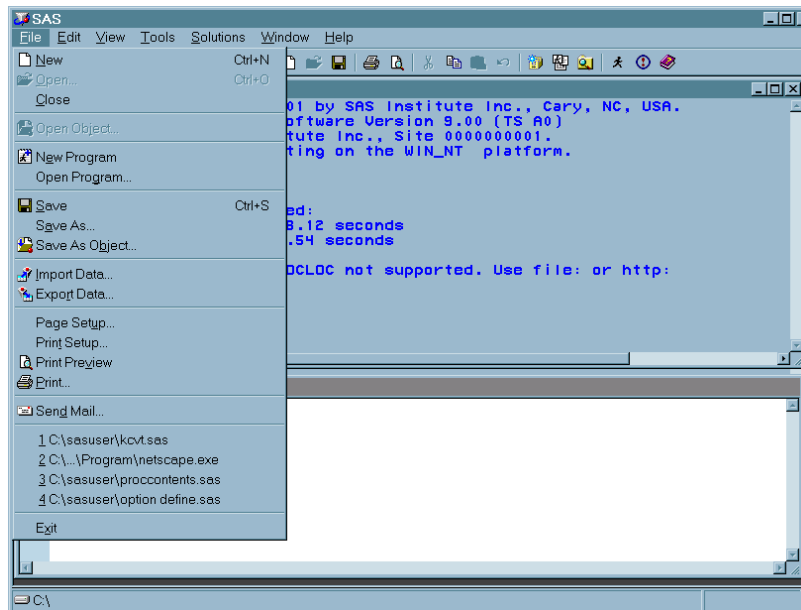 SAS
File Edit View Tools Solutions Window Help
New Ctrl+N
Open... Ctrl+O
Close
Open Object...
New Program
Open Program...
Save Ctrl+S
Save As...
Save As Object...
Import Data...
Export Data...
Page Setup...
Print Setup...
Print Preview
Print...
Send Mail...
1 C:\sasuser\kcvt.sas
2 C:\...\Program\netscape.exe
3 C:\sasuser\proccontents.sas
4 C:\sasuser\option define.sas
Exit
01 by SAS Institute Inc., Cary, NC, USA.
oftware Version 9.00 (TS A0)
tute Inc., Site 0000000001.
ting on the WIN_NT platform.
ed:
8.12 seconds
.54 seconds
OCLOC not supported. Use file: or http:
C:\